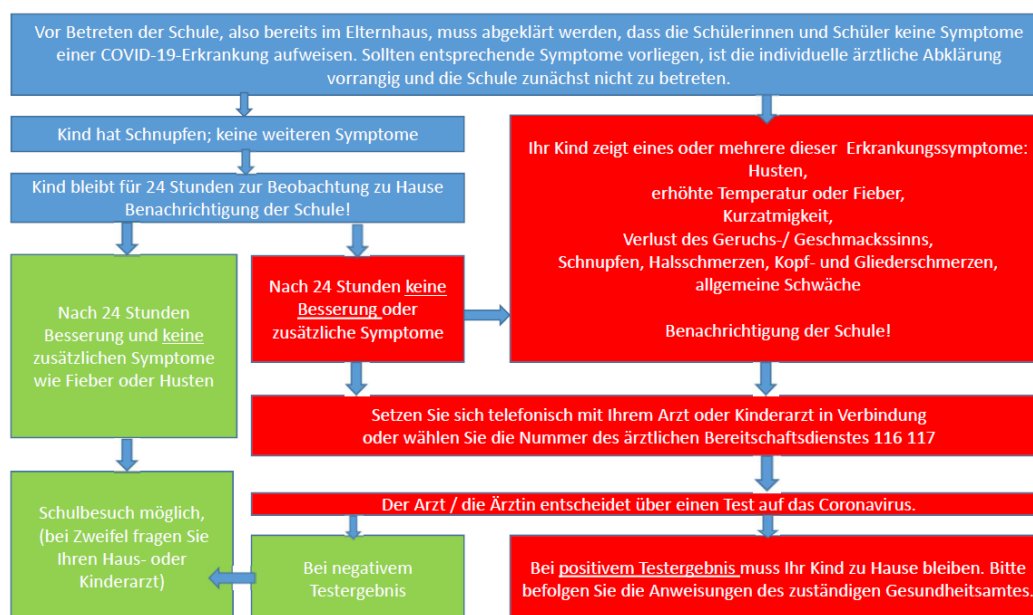 Vor Betreten der Schule, also bereits im Elternhaus, muss abgeklärt werden, dass die Schülerinnen und Schüler keine Symptome
einer COVID-19-Erkrankung aufweisen. Sollten entsprechende Symptome vorliegen, ist die individuelle ärztliche Abklärung
vorrangig und die Schule zunächst nicht zu betreten.
Kind hat Schnupfen; keine weiteren Symptome
Kind bleibt für 24 Stunden zur Beobachtung zu Hause
Benachrichtigung der Schule!
Ihr Kind zeigt eines oder mehrere dieser Erkrankungssymptome:
Husten,
erhöhte Temperatur oder Fieber,
Kurzatmigkeit,
Verlust des Geruchs-/ Geschmackssinns,
Schnupfen, Halsschmerzen, Kopf- und Gliederschmerzen,
allgemeine Schwäche
Benachrichtigung der Schule!
Nach 24 Stunden
Besserung und keine
zusätzlichen Symptome
wie Fieber oder Husten
Nach 24 Stunden keine
Besserung oder
zusätzliche Symptome
Setzen Sie sich telefonisch mit Ihrem Arzt oder Kinderarzt in Verbindung
oder wählen Sie die Nummer des ärztlichen Bereitschaftsdienstes 116 117
Der Arzt / die Ärztin entscheidet über einen Test auf das Coronavirus.
Schulbesuch möglich,
(bei Zweifel fragen Sie
Ihren Haus- oder
Kinderarzt)
Bei negativem
Testergebnis
Bei positivem Testergebnis muss Ihr Kind zu Hause bleiben. Bitte
befolgen Sie die Anweisungen des zuständigen Gesundheitsamtes.